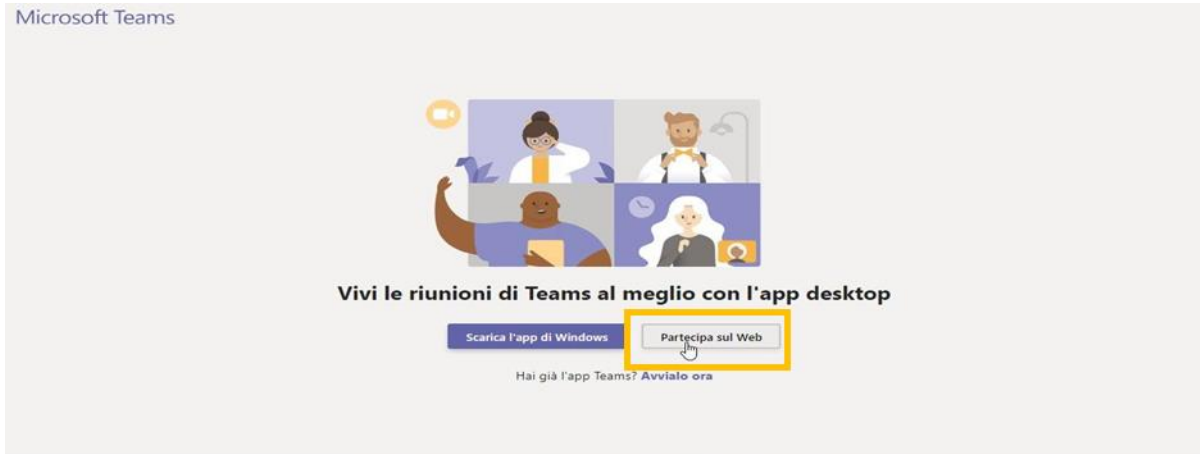 Microsoft Teams
Vivi le riunioni di Teams al meglio con l'app desktop
Scarica l'app di Windows
Partecipa sul Web
Hai già l'app Teams? Avvialo ora